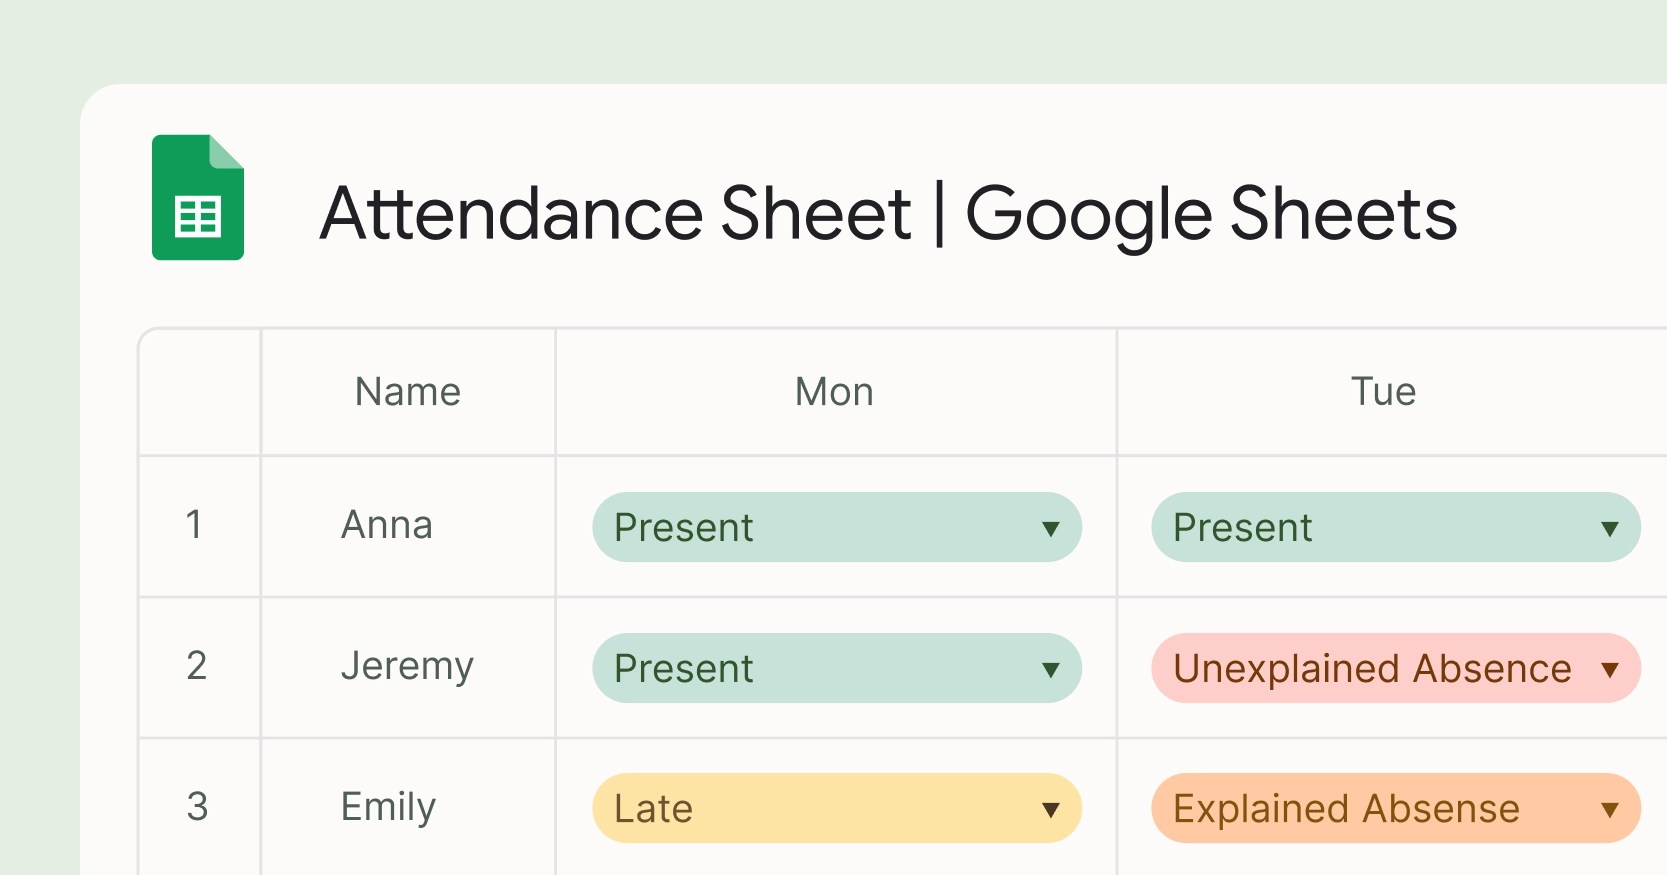 Attendance Sheet | Google Sheets
Name Mon Tue
1 Anna Present Present
2 Jeremy Present Unexplained Absence
3 Emily Late Explained Absense